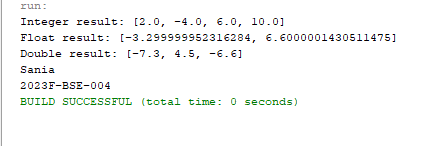 run:
Integer result: [2.0, -4.0, 6.0, 10.0]
Float result: [-3.299999952316284, 6.6000001430511475]
Double result: [-7.3, 4.5, -6.6]
Sania
2023F-BSE-004
BUILD SUCCESSFUL (total time: 0 seconds)